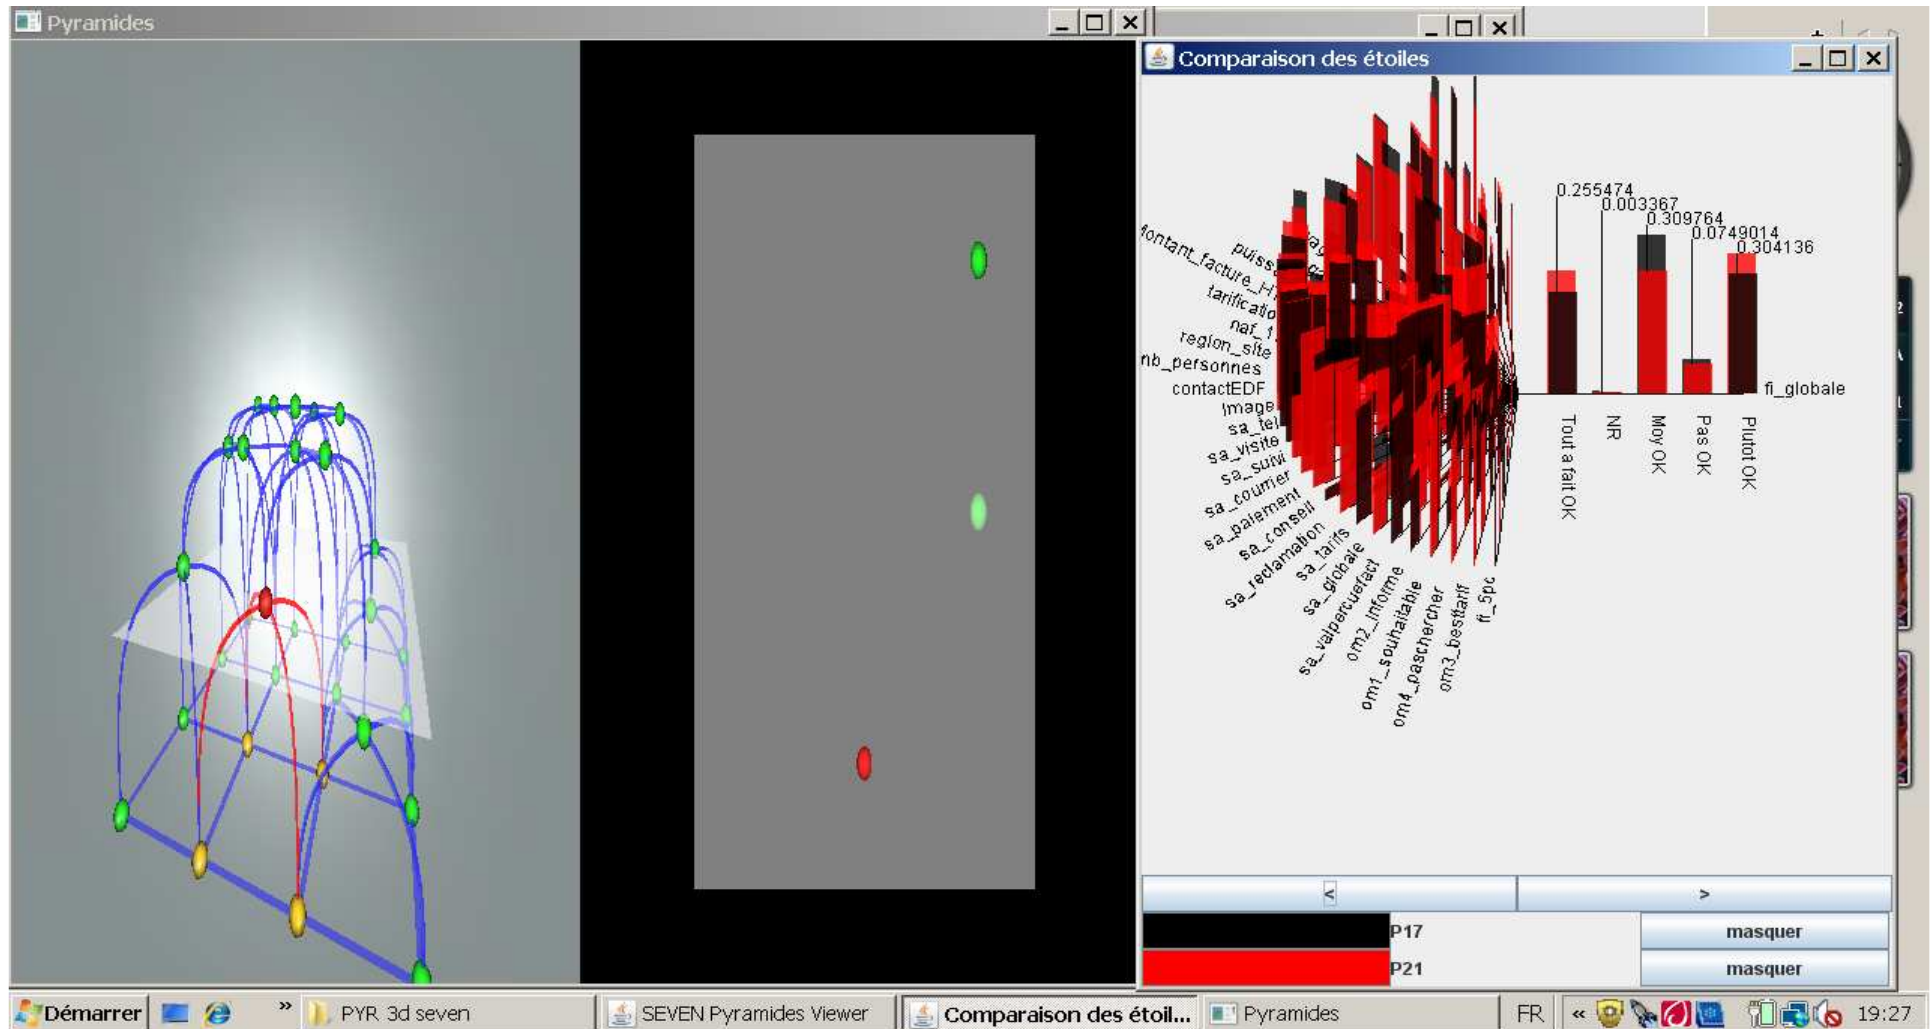 Pyramides
Comparaison des étoiles
0.255474
0.003367
0.309764
0.0749014
0.304136
montant_facture_H
tarificatio
region_site
nb_personnes
contactEDF
image
sa_tel
sa_visite
sa_suivi
sa_courrier
sa_paiement
sa_conseil
sa_reclamation
sa_tarifs
sa_globale
sa_valpercuefact
om2_informe
om1_souhaitable
om4_paschercher
om3_besttarif
fi_5pc
fi_globale
Tout a fait OK
NR
Moy OK
Pas OK
Plutot OK
<
>
P17
masquer
P21
masquer
Démarrer
»
PYR 3d seven
SEVEN Pyramides Viewer
Comparaison des étoil...
Pyramides
FR
«
19:27